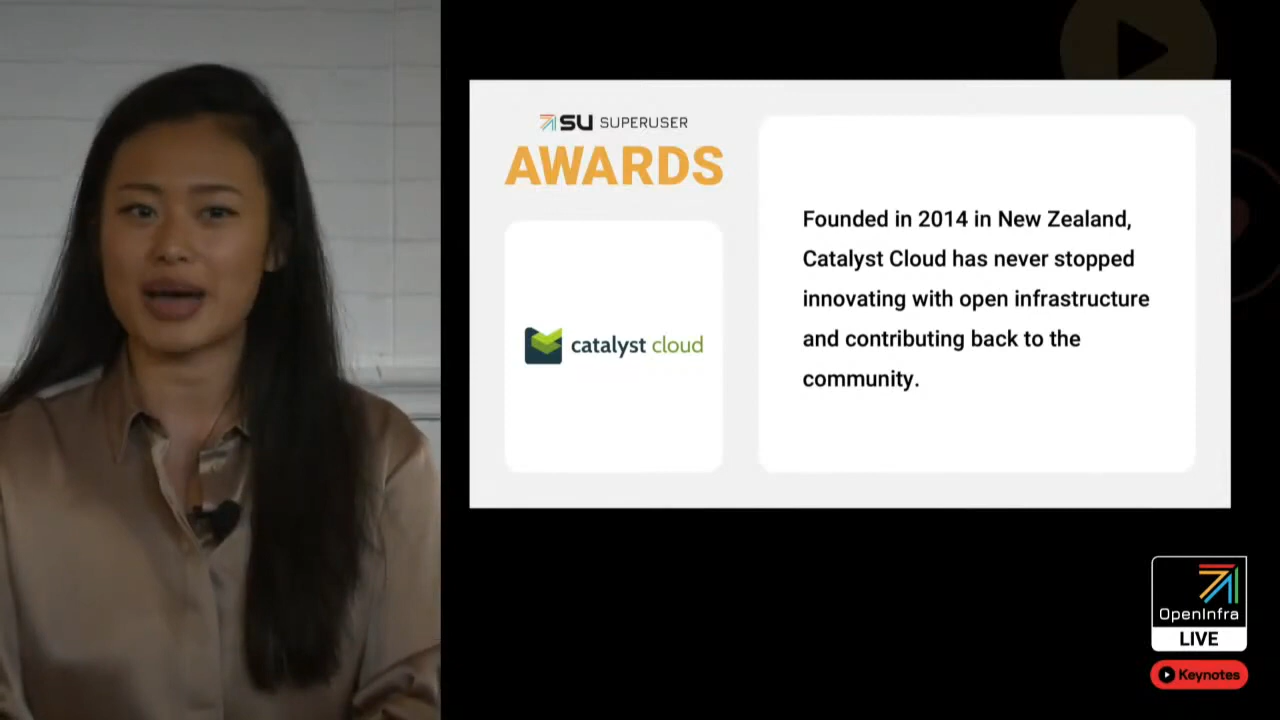 SU SUPERUSER
AWARDS
catalyst cloud
Founded in 2014 in New Zealand,
Catalyst Cloud has never stopped
innovating with open infrastructure
and contributing back to the
community.
OpenInfra
LIVE
Keynotes